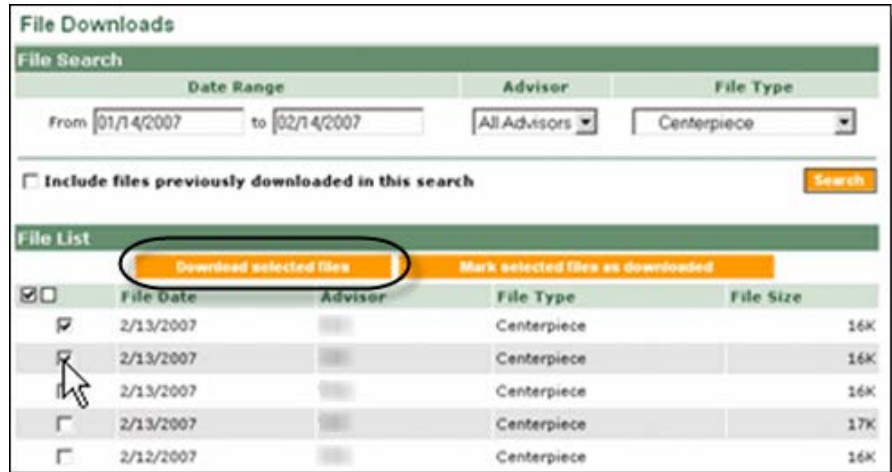 File Downloads
File Search
Date Range Advisor File Type
From 01/14/2007 to 02/14/2007 All Advisors Centerpiece
Include files previously downloaded in this search Search
File List
Download selected files Mark selected files as downloaded
File Date Advisor File Type File Size
2/13/2007 Centerpiece 16K
2/13/2007 Centerpiece 16K
2/13/2007 Centerpiece 16K
2/13/2007 Centerpiece 17K
2/12/2007 Centerpiece 16K